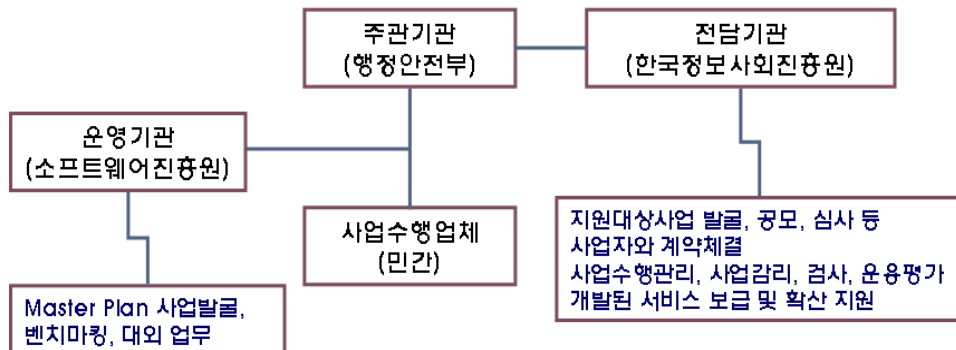 주관기관
(행정안전부)
전담기관
(한국정보사회진흥원)
운영기관
(소프트웨어진흥원)
사업수행업체
(민간)
지원대상사업 발굴, 공모, 심사 등
사업자와 계약체결
사업수행관리, 사업감리, 검사, 운용평가
개발된 서비스 보급 및 확산 지원
Master Plan 사업발굴,
벤치마킹, 대외 업무